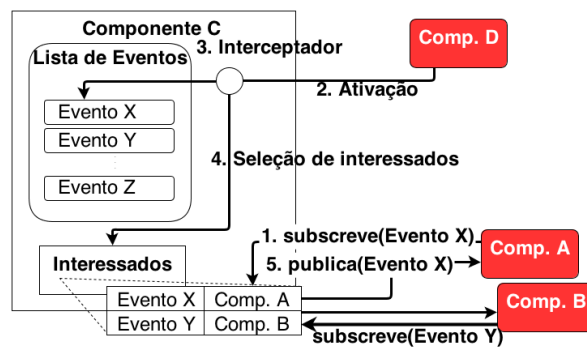 Componente C
3. Interceptador
Comp. D
Lista de Eventos
2. Ativação
Evento X
Evento Y
4. Seleção de interessados
Evento Z
1. subscreve(Evento X)
Comp. A
Interessados
5. publica(Evento X)
Evento X
Comp. A
Comp. B
Evento Y
Comp. B
subscreve(Evento Y)